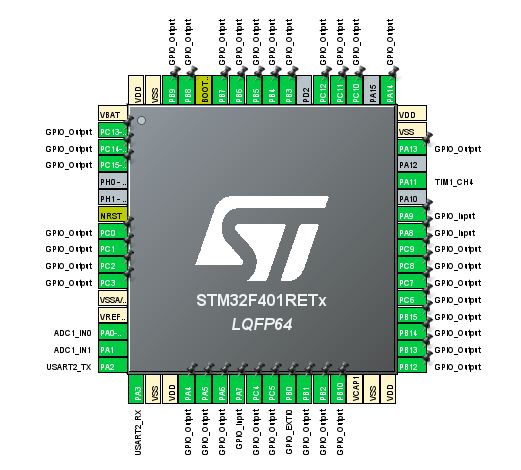 GPIO_Output
GPIO_Output
GPIO_Output
GPIO_Output
GPIO_Output
GPIO_Output
GPIO_Output
GPIO_Output
GPIO_Output
GPIO_Output
GPIO_Output
VDD
VSS
PB9
PB8
BOOT..
PB7
PB6
PB5
PB4
PB3
PD2
PC12
PC11
PC10
PA15
PA14
VBAT
GPIO_Output PC13-..
GPIO_Output PC14-..
GPIO_Output PC15-..
PH0-..
PH1-..
NRST
GPIO_Output PC0
GPIO_Output PC1
GPIO_Output PC2
GPIO_Output PC3
VSSA/..
VREF..
ADC1_IN0 PA0-..
ADC1_IN1 PA1
USART2_TX PA2
STM32F401RETx
LQFP64
VDD
VSS
PA13 GPIO_Output
PA12
PA11 TIM1_CH4
PA10
PA9 GPIO_Input
PA8 GPIO_Input
PC9 GPIO_Output
PC8 GPIO_Output
PC7 GPIO_Output
PC6 GPIO_Output
PB15 GPIO_Output
PB14 GPIO_Output
PB13 GPIO_Output
PB12 GPIO_Output
PA3
VSS
VDD
PA4
PA5
PA6
PA7
PC4
PC5
PB0
PB1
PB2
PB10
VCAP1
VSS
VDD
USART2_RX
GPIO_Output
GPIO_Output
GPIO_Output
GPIO_Input
GPIO_Output
GPIO_Output
GPIO_EXTI0
GPIO_Output
GPIO_Output
GPIO_Output